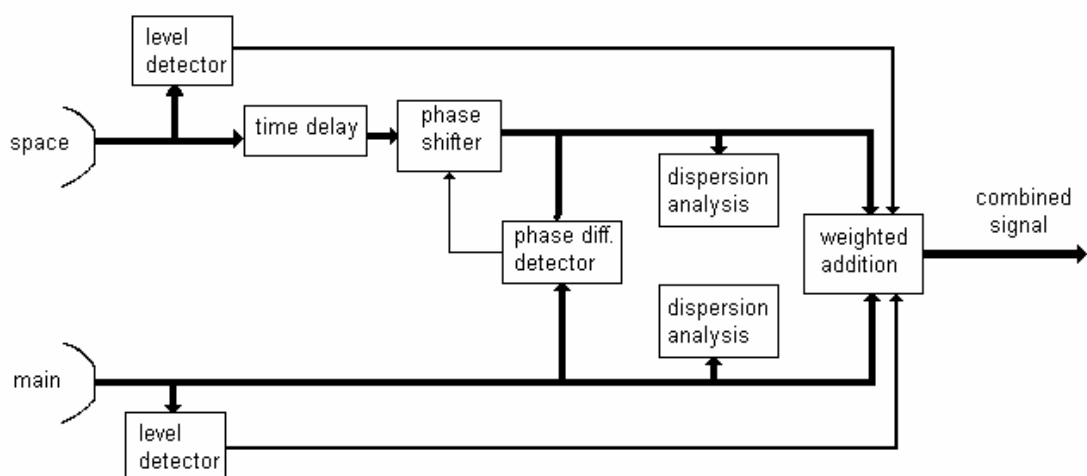 level
detector
space
time delay
phase
shifter
dispersion
analysis
phase diff.
detector
combined
signal
weighted
addition
dispersion
analysis
main
level
detector